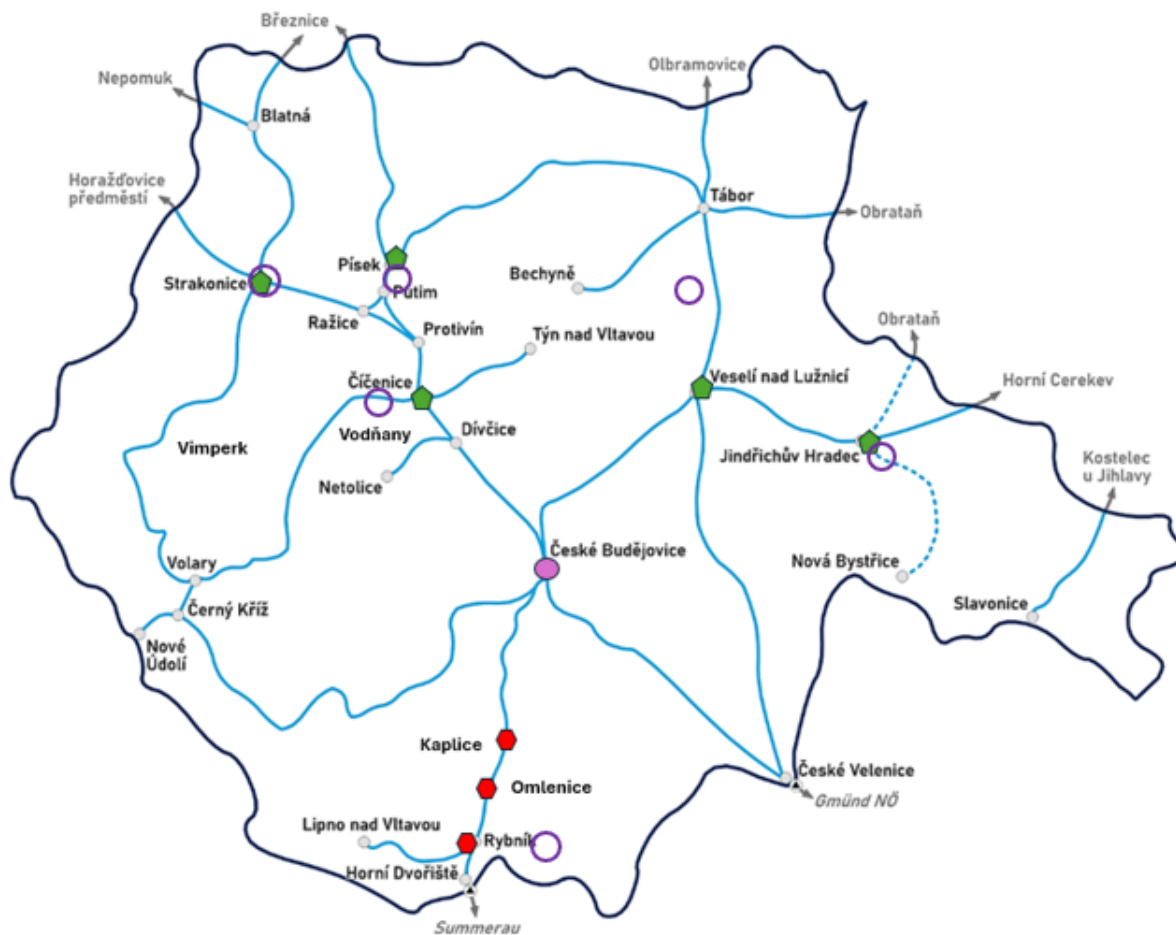 Březnice
Olbramovice
Nepomuk
Blatná
Horažďovice
předměstí
Tábor
Obrataň
Písek
Bechyně
Strakonice
Putim
Ražice
Protivín
Týn nad Vltavou
Obrataň
Číčenice
Veselí nad Lužnicí
Horní Cerekev
Vodňany
Dívčice
Vimperk
Jindřichův Hradec
Kostelec
u Jihlavy
Netolice
České Budějovice
Nová Bystřice
Volary
Slavonice
Černý Kříž
Nové
Údolí
Kaplice
České Velenice
Omlenice
Gmünd NÖ
Lipno nad Vltavou
Rybník
Horní Dvořiště
Summerau